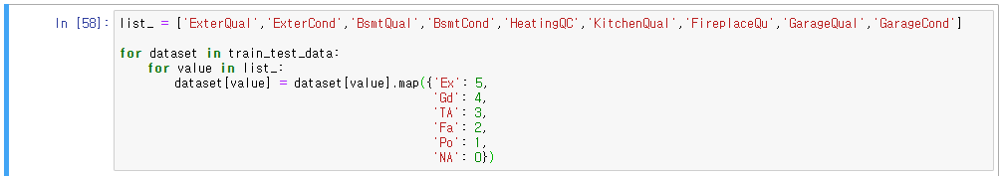 In [58]: list_ = ['ExterQual','ExterCond','BsmtQual','BsmtCond','HeatingQC','KitchenQual','FireplaceQu','GarageQual','GarageCond']
for dataset in train_test_data:
for value in list_:
dataset[value] = dataset[value].map({'Ex': 5,
'Gd': 4,
'TA': 3,
'Fa': 2,
'Po': 1,
'NA': 0})